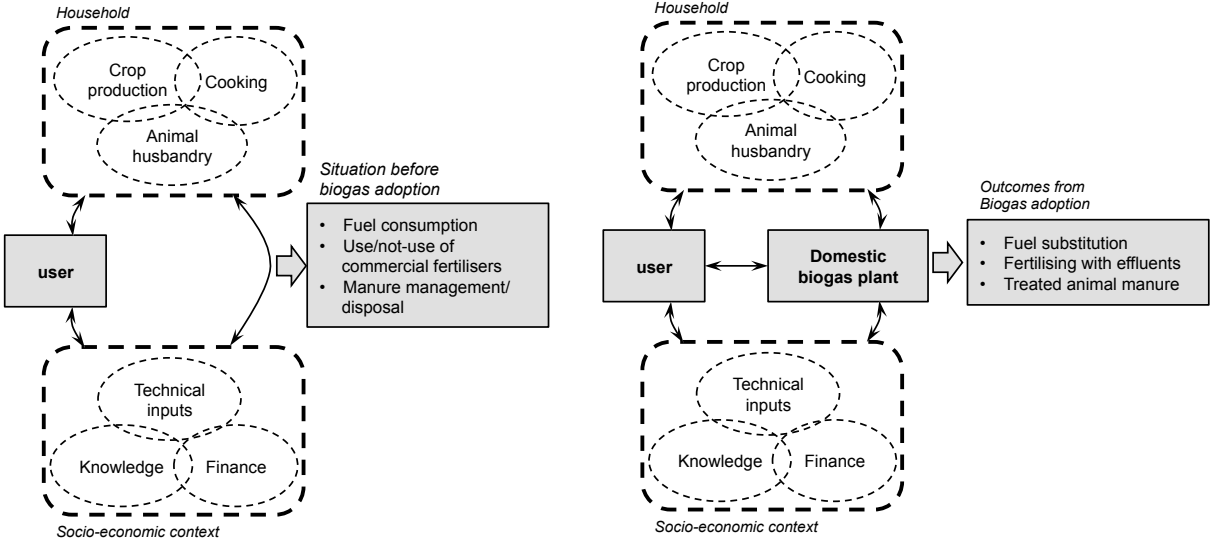 Household
Crop
production
Cooking
Animal
husbandry
Situation before
biogas adoption
• Fuel consumption
• Use/not-use of
commercial fertilisers
• Manure management/
disposal
user
Technical
inputs
Knowledge
Finance
Socio-economic context
Household
Crop
production
Cooking
Animal
husbandry
Outcomes from
Biogas adoption
user
Domestic
biogas plant
• Fuel substitution
• Fertilising with effluents
• Treated animal manure
Technical
inputs
Knowledge
Finance
Socio-economic context